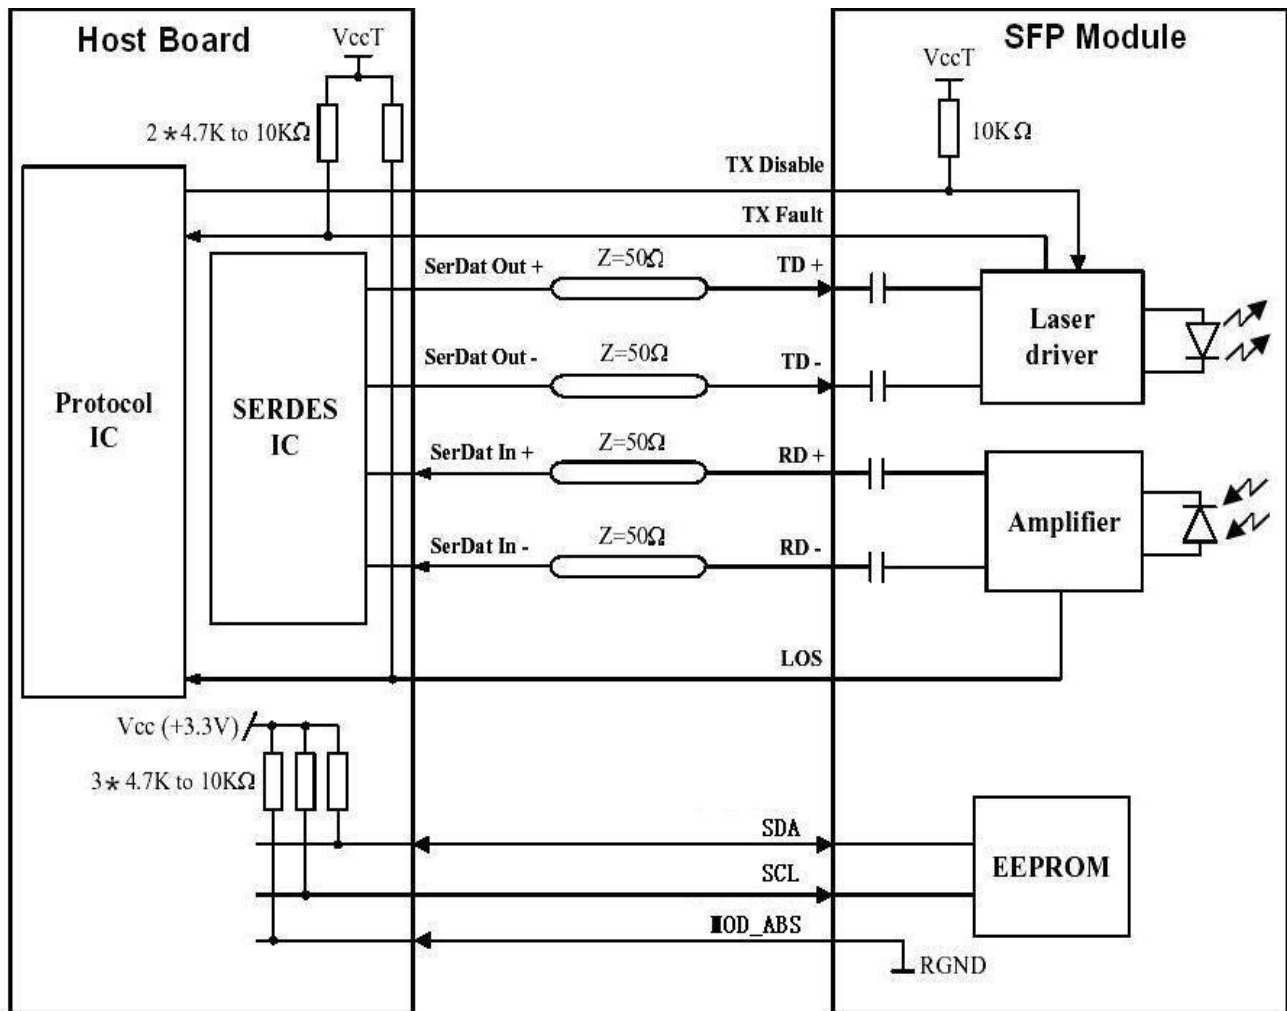 Host Board
SFP Module
VccT
VccT
2*4.7K to 10KΩ
10KΩ
TX Disable
TX Fault
SerDat Out +
Z=50Ω
TD +
SerDat Out -
Z=50Ω
TD -
Laser
driver
Protocol
IC
SERDES
IC
SerDat In +
Z=50Ω
RD +
Amplifier
SerDat In -
Z=50Ω
RD -
LOS
Vcc (+3.3V)
3*4.7K to 10KΩ
SDA
SCL
EEPROM
MOD_ABS
RGND